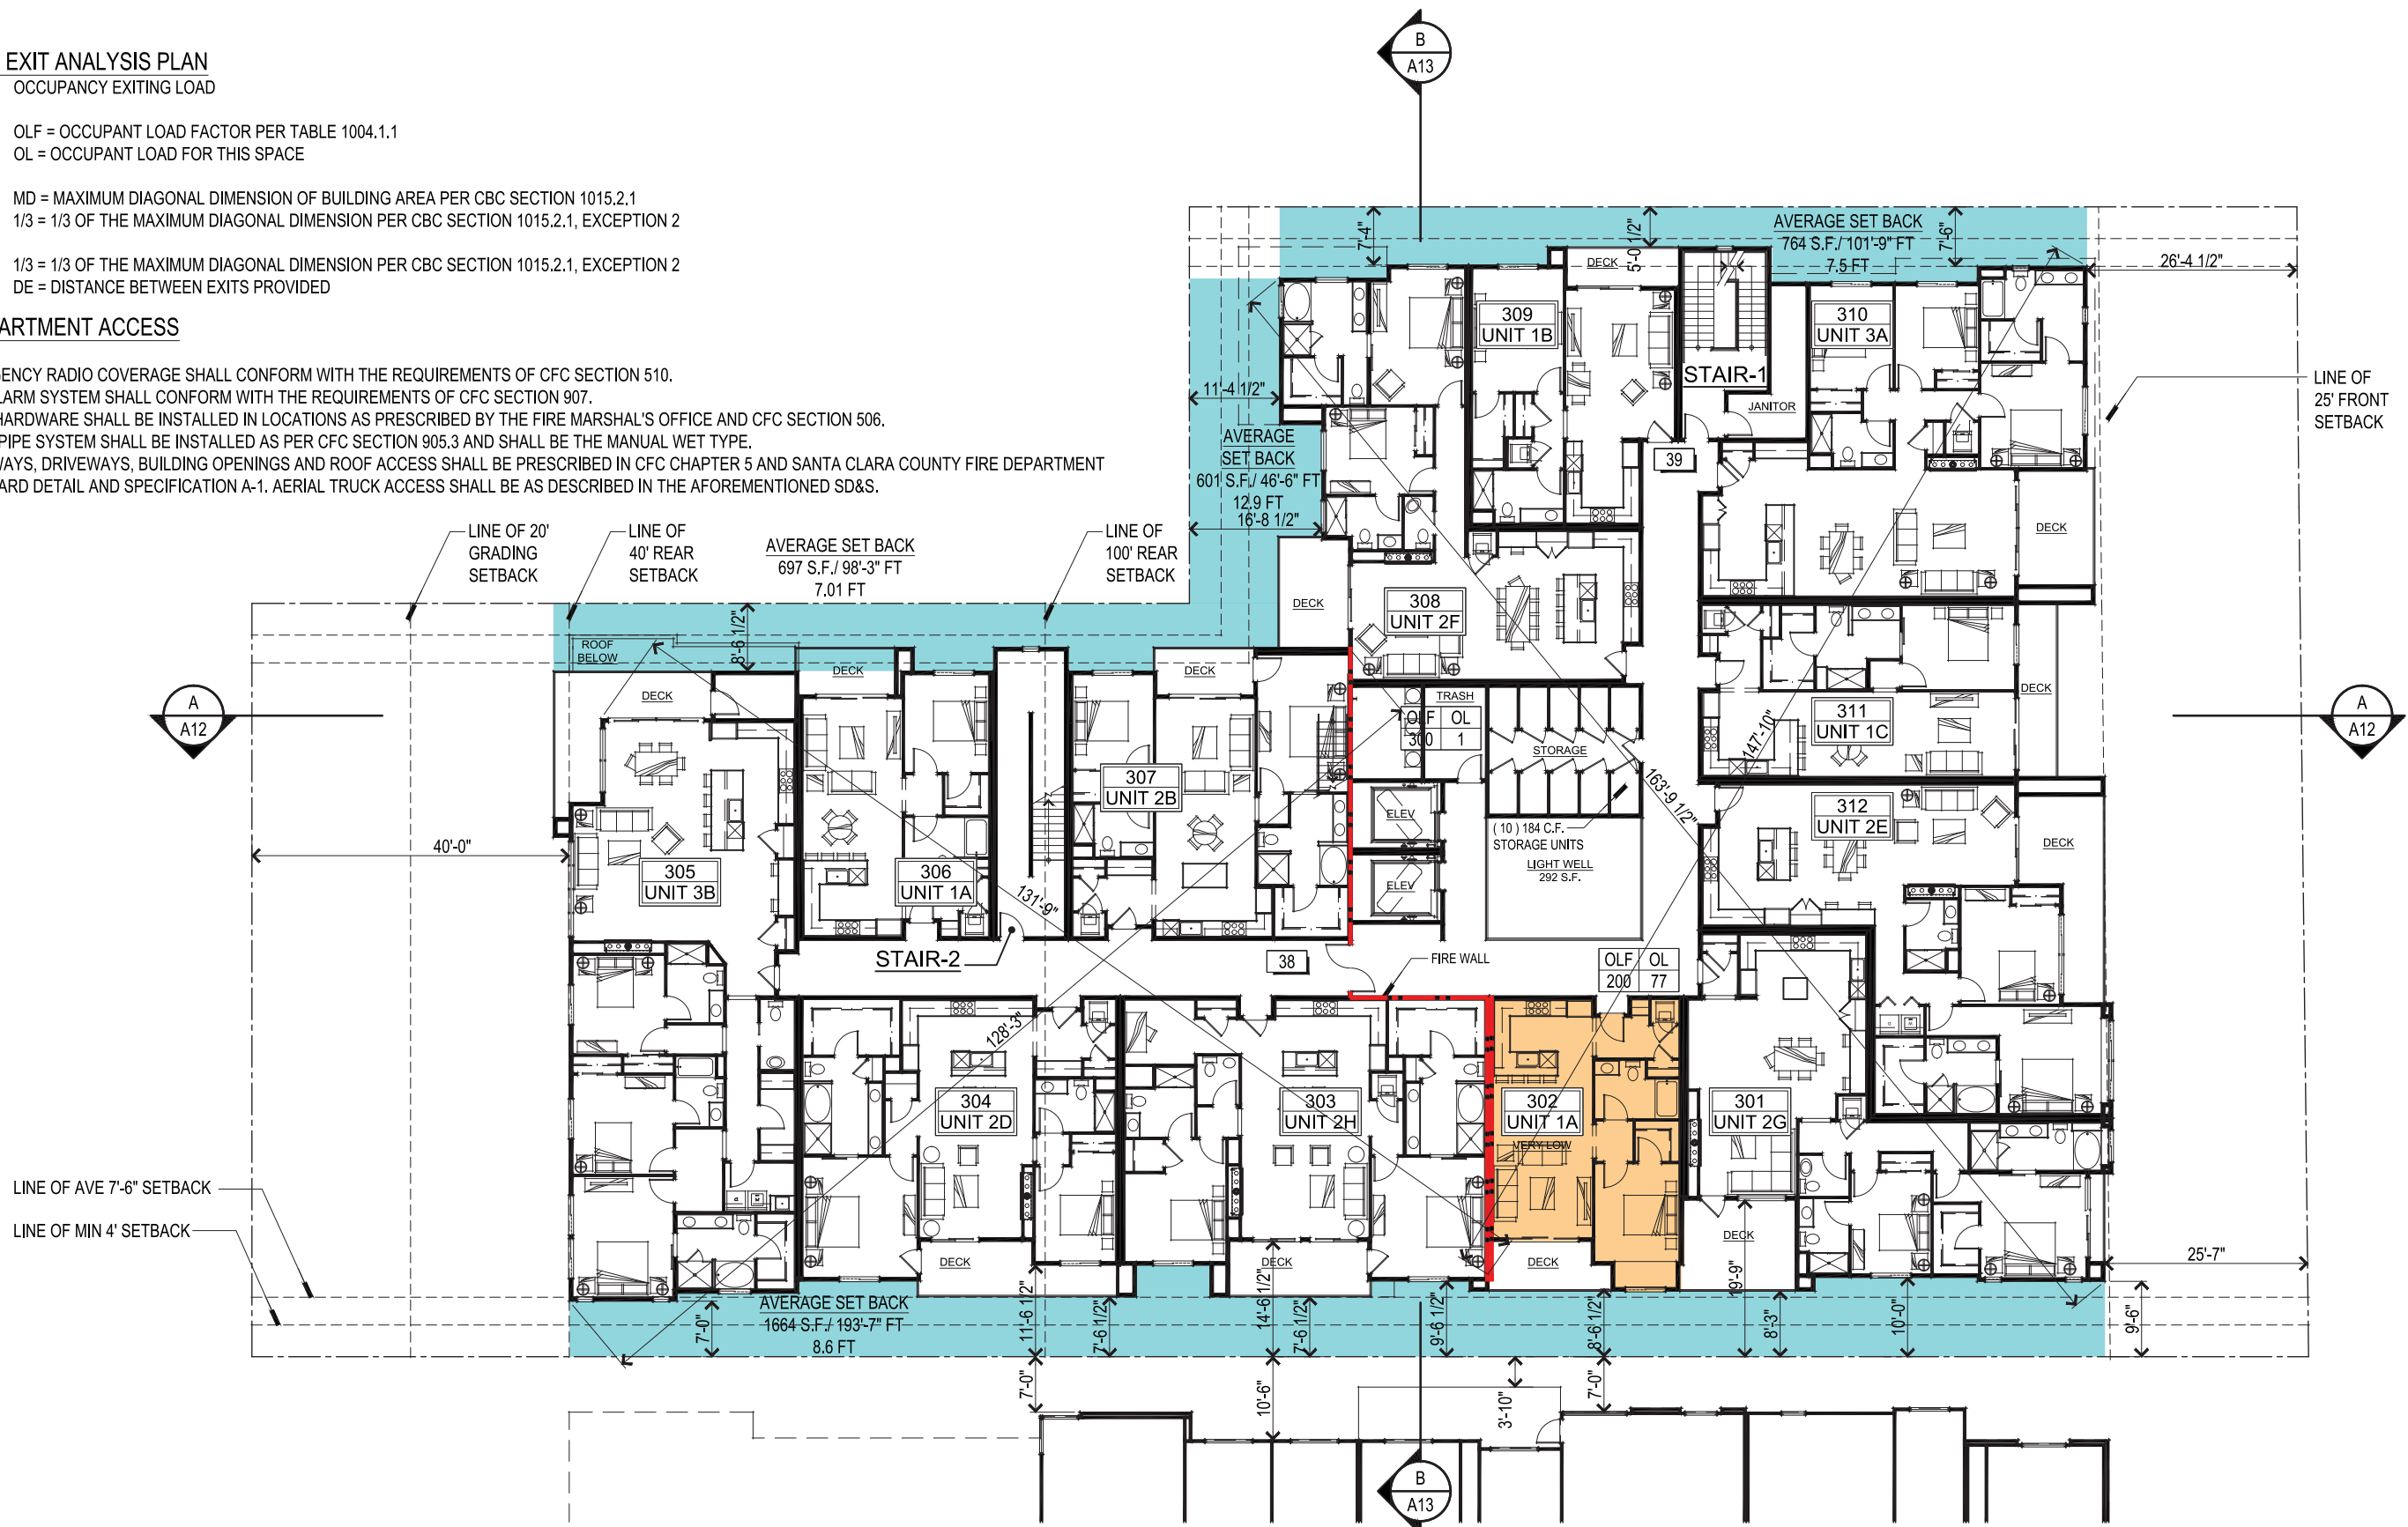 EXIT ANALYSIS PLAN
OCCUPANCY EXITING LOAD
OLF = OCCUPANT LOAD FACTOR PER TABLE 1004.1.1
OL = OCCUPANT LOAD FOR THIS SPACE
MD = MAXIMUM DIAGONAL DIMENSION OF BUILDING AREA PER CBC SECTION 1015.2.1
1/3 = 1/3 OF THE MAXIMUM DIAGONAL DIMENSION PER CBC SECTION 1015.2.1, EXCEPTION 2
1/3 = 1/3 OF THE MAXIMUM DIAGONAL DIMENSION PER CBC SECTION 1015.2.1, EXCEPTION 2
DE = DISTANCE BETWEEN EXITS PROVIDED
ARTMENT ACCESS
GENCY RADIO COVERAGE SHALL CONFORM WITH THE REQUIREMENTS OF CFC SECTION 510.
LARM SYSTEM SHALL CONFORM WITH THE REQUIREMENTS OF CFC SECTION 907.
HARDWARE SHALL BE INSTALLED IN LOCATIONS AS PRESCRIBED BY THE FIRE MARSHAL'S OFFICE AND CFC SECTION 506.
PIPE SYSTEM SHALL BE INSTALLED AS PER CFC SECTION 905.3 AND SHALL BE THE MANUAL WET TYPE.
WAYS, DRIVEWAYS, BUILDING OPENINGS AND ROOF ACCESS SHALL BE PRESCRIBED IN CFC CHAPTER 5 AND SANTA CLARA COUNTY FIRE DEPARTMENT
ARD DETAIL AND SPECIFICATION A-1. AERIAL TRUCK ACCESS SHALL BE AS DESCRIBED IN THE AFOREMENTIONED SD&S.
B
A13
7'-4"
5'-0 1/2"
AVERAGE SET BACK
764 S.F./ 101'-9" FT
7.5 FT
7'-6"
26'-4 1/2"
DECK
309
UNIT 1B
310
UNIT 3A
STAIR-1
JANITOR
39
LINE OF
25' FRONT
SETBACK
11'-4 1/2"
AVERAGE
SET BACK
601 S.F./ 46'-6" FT
12.9 FT
16'-8 1/2"
DECK
LINE OF 20'
GRADING
SETBACK
LINE OF
40' REAR
SETBACK
AVERAGE SET BACK
697 S.F./ 98'-3" FT
7.01 FT
LINE OF
100' REAR
SETBACK
DECK
308
UNIT 2F
8'-6 1/2"
ROOF
BELOW
DECK
DECK
DECK
A
A12
TRASH
OLF OL
300 1
STORAGE
163'-9 1/2"
147'-10"
311
UNIT 1C
DECK
A
A12
307
UNIT 2B
ELEV
( 10 ) 184 C.F.
STORAGE UNITS
LIGHT WELL
292 S.F.
ELEV
312
UNIT 2E
DECK
40'-0"
305
UNIT 3B
306
UNIT 1A
131'-9"
STAIR-2
38
FIRE WALL
OLF OL
200 77
128'-3"
304
UNIT 2D
303
UNIT 2H
302
UNIT 1A
VERY LOW
301
UNIT 2G
LINE OF AVE 7'-6" SETBACK
LINE OF MIN 4' SETBACK
DECK
DECK
DECK
DECK
25'-7"
AVERAGE SET BACK
1664 S.F./ 193'-7" FT
8.6 FT
7'-0"
11'-6 1/2"
7'-6 1/2"
14'-6 1/2"
7'-6 1/2"
9'-6 1/2"
8'-6 1/2"
19'-9"
8'-3"
10'-0"
9'-6"
7'-0"
10'-6"
3'-10"
7'-0"
B
A13